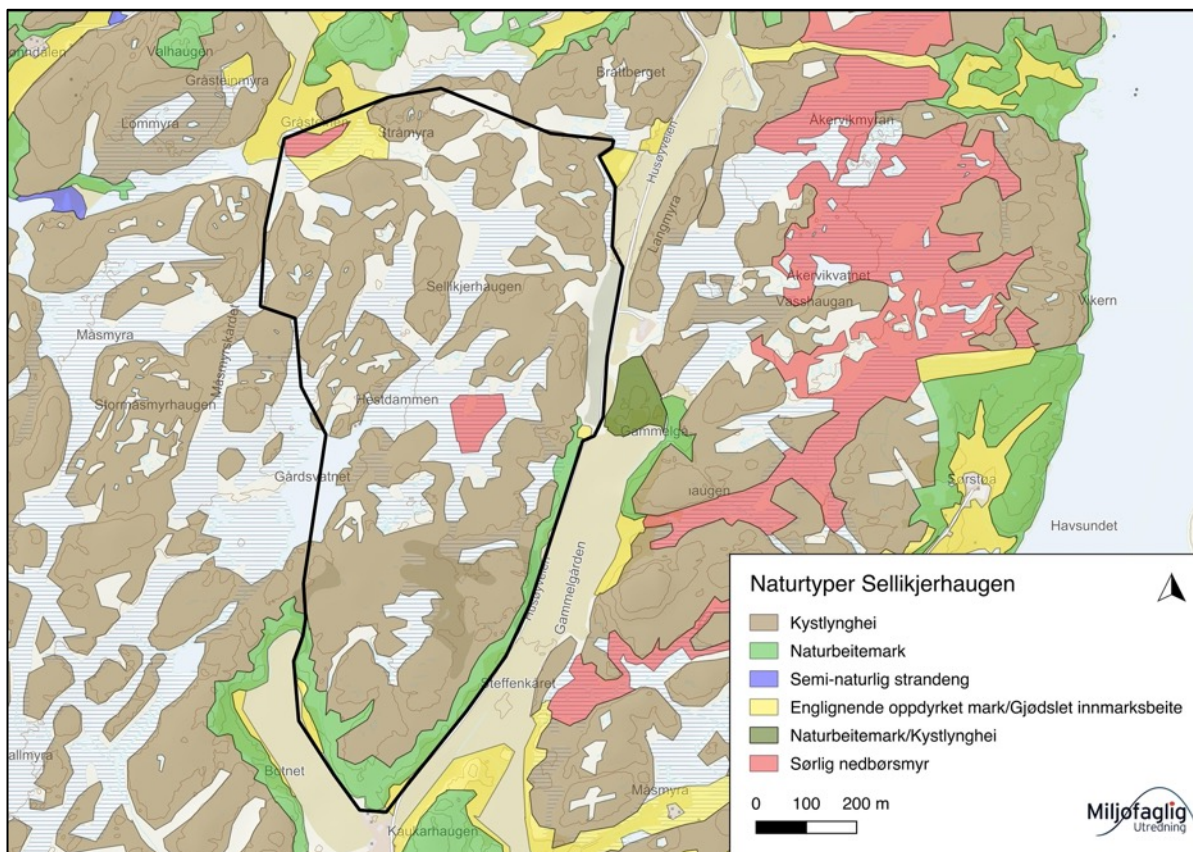 Valhaugen
Gråsteinmyra
Lommyra
Stråmyra
Brattberget
Husøyveien
Langmyra
Åkervikmyran
Åkervikvatnet
Vasshaugan
Vikern
Sellikjerhaugen
Måsmyra
Måsmyrskardet
Stormåsmyrhaugen
Hestdammen
Gårdsvatnet
Havsundet
Husøyveien
Gammelgården
Steffenkåret
Botnet
Kaukarhaugen
Måsmyra
Naturtyper Sellikjerhaugen
Kystlynghei
Naturbeitemark
Semi-naturlig strandeng
Englignende oppdyrket mark/Gjødslet innmarksbeite
Naturbeitemark/Kystlynghei
Sørlig nedbørsmyr
0 100 200 m
Miljøfaglig
Utredning